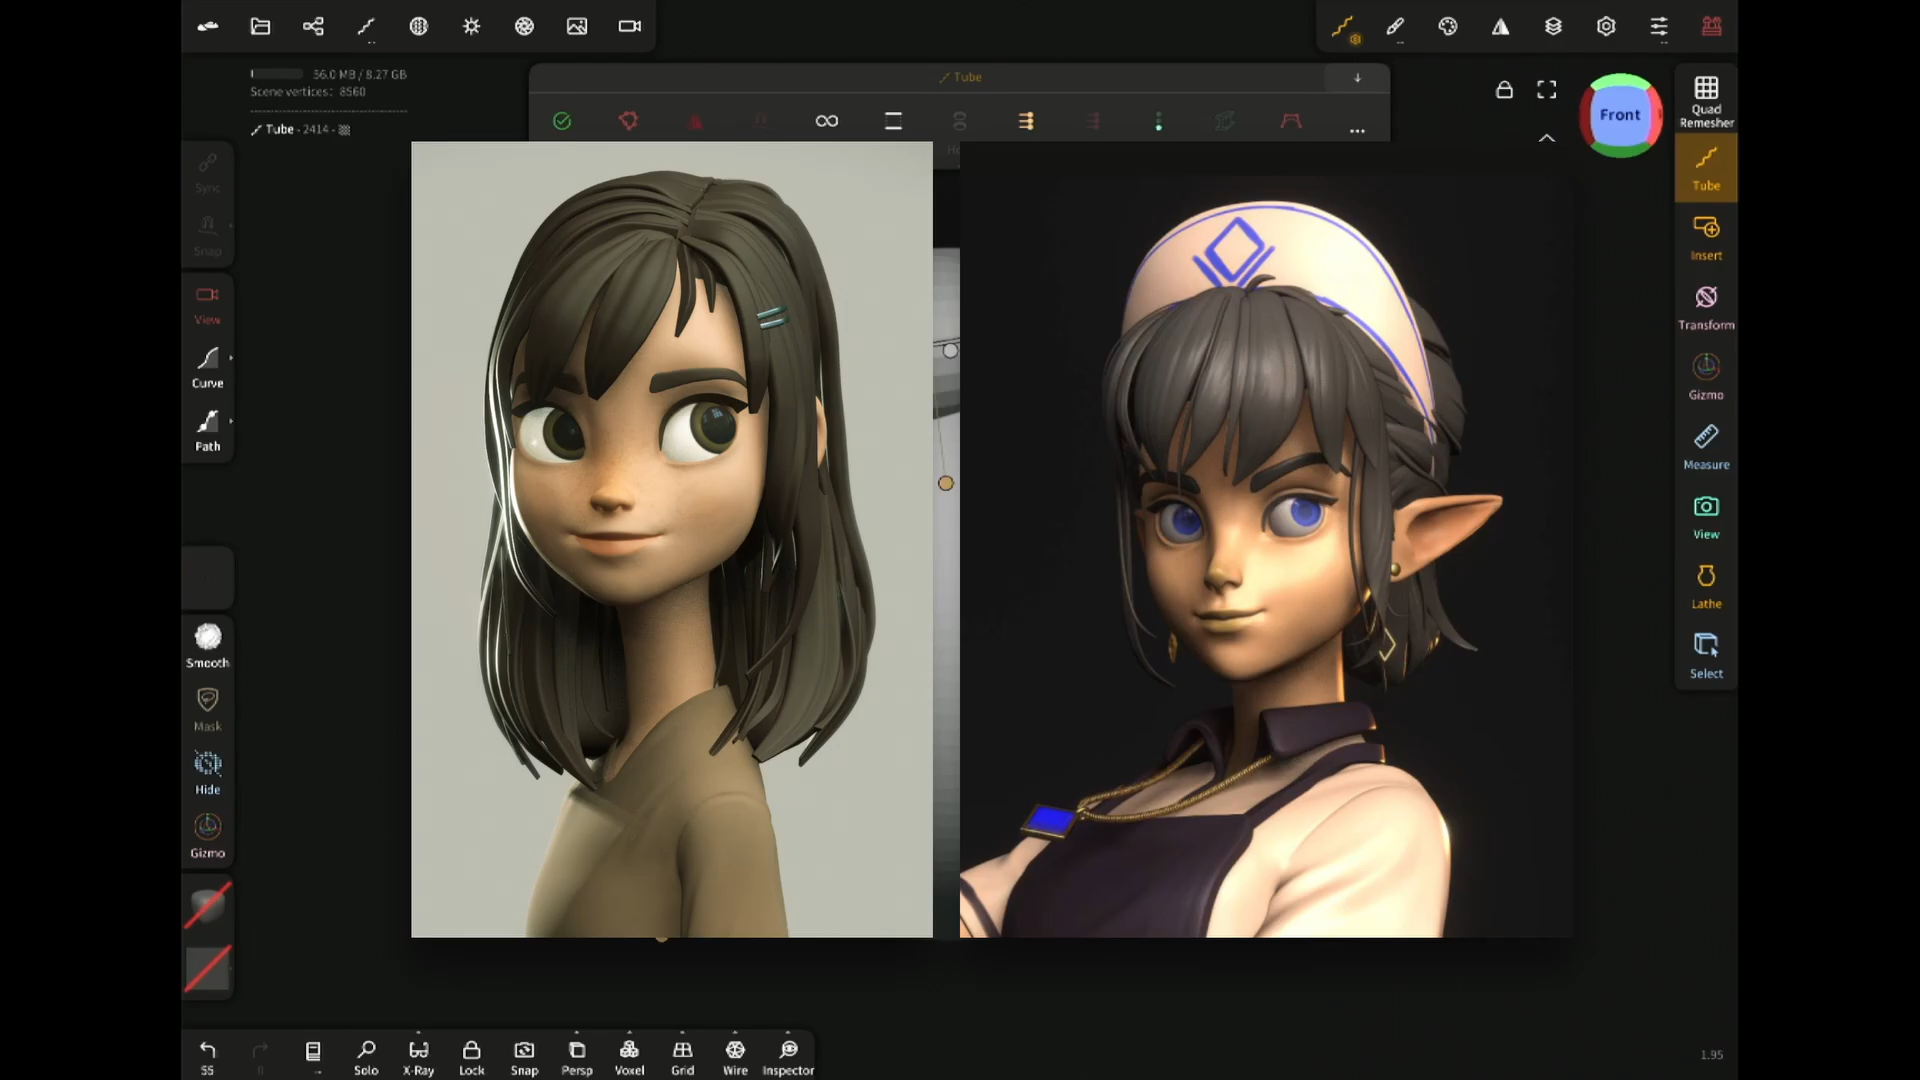 56.0 MB / 8.27 GB
Scene vertices: 8560
Tube - 2414 -
Tube
Front
Quad
Remesher
Tube
Insert
Transform
Gizmo
Measure
View
Lathe
Select
Sync
Snap
View
Curve
Path
Smooth
Mask
Hide
Gizmo
55
0
Solo
X-Ray
Lock
Snap
Persp
Voxel
Grid
Wire
Inspector
1.95